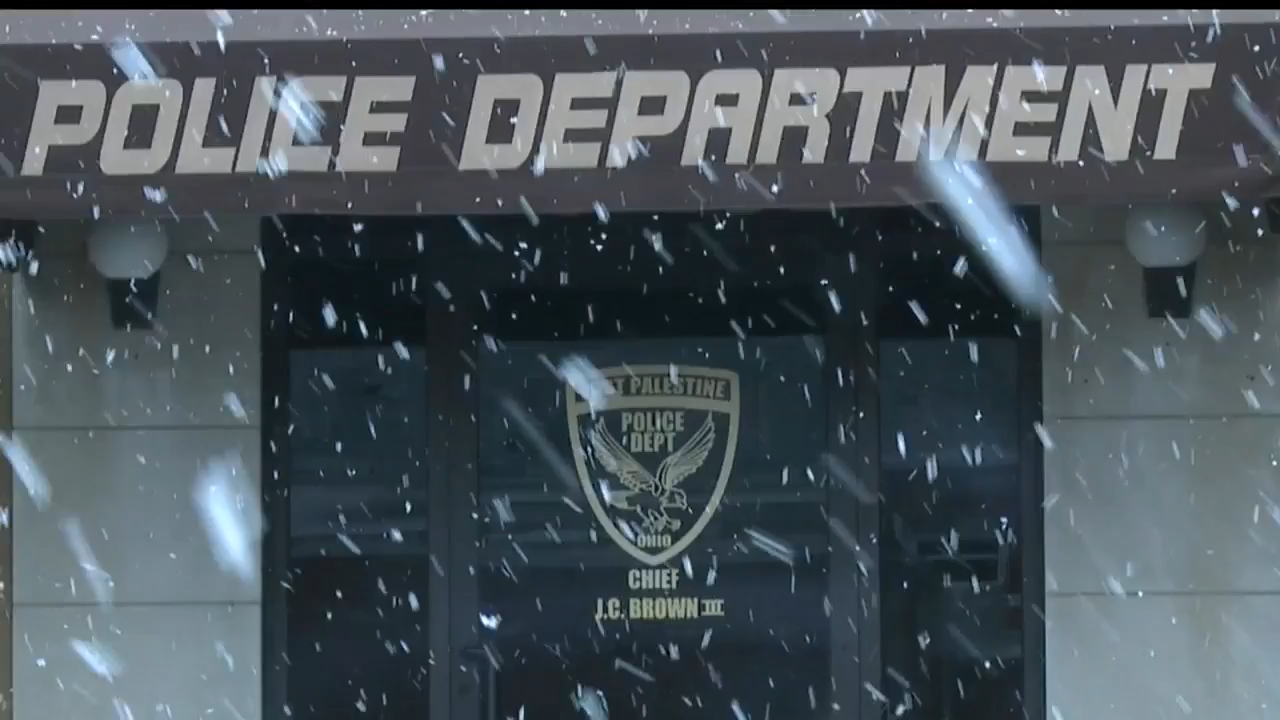 POLICE DEPARTMENT
PALESTINE
POLICE
DEPT
OHIO
CHIEF
J.C. BROWN III